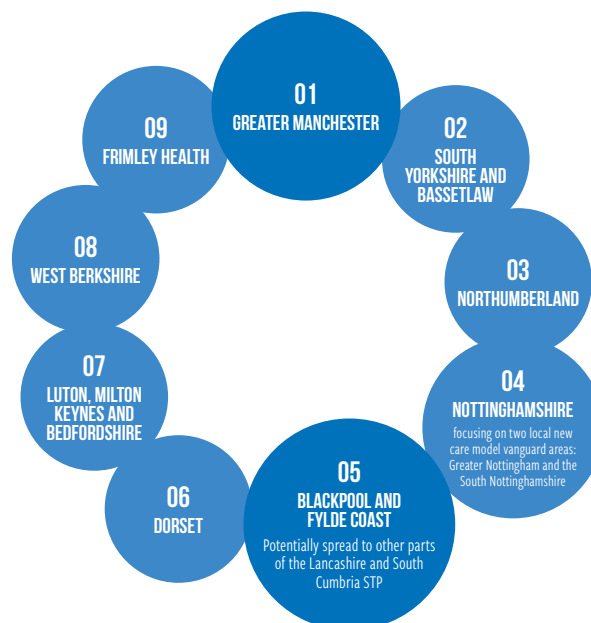 01
GREATER MANCHESTER
02
SOUTH
YORKSHIRE AND
BASSETLAW
03
NORTHUMBERLAND
04
NOTTINGHAMSHIRE
focusing on two local new
care model vanguard areas:
Greater Nottingham and the
South Nottinghamshire
05
BLACKPOOL AND
FYLDE COAST
Potentially spread to other parts
of the Lancashire and South
Cumbria STP
06
DORSET
07
LUTON, MILTON
KEYNES AND
BEDFORDSHIRE
08
WEST BERKSHIRE
09
FRIMLEY HEALTH